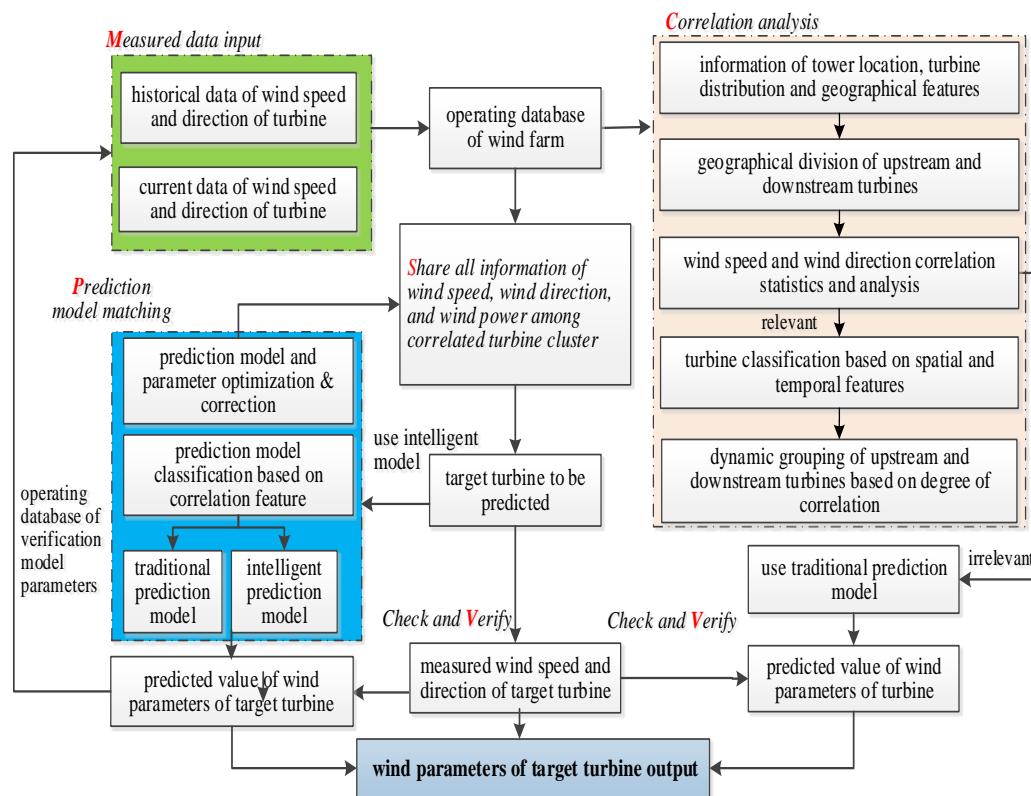 Measured data input
historical data of wind speed
and direction of turbine
current data of wind speed
and direction of turbine
operating database
of wind farm
Correlation analysis
information of tower location, turbine
distribution and geographical features
geographical division of upstream and
downstream turbines
wind speed and wind direction correlation
statistics and analysis
relevant
turbine classification based on spatial and
temporal features
dynamic grouping of upstream and
downstream turbines based on degree of
correlation
Share all information of
wind speed, wind direction,
and wind power among
correlated turbine cluster
Prediction
model matching
prediction model and
parameter optimization &
correction
prediction model
classification based on
correlation feature
traditional
prediction
model
intelligent
prediction
model
use intelligent
model
target turbine to be
predicted
operating
database of
verification
model
parameters
irrelevant
use traditional prediction
model
Check and Verify
Check and Verify
predicted value of wind
parameters of target turbine
measured wind speed and
direction of target turbine
predicted value of wind
parameters of turbine
wind parameters of target turbine output